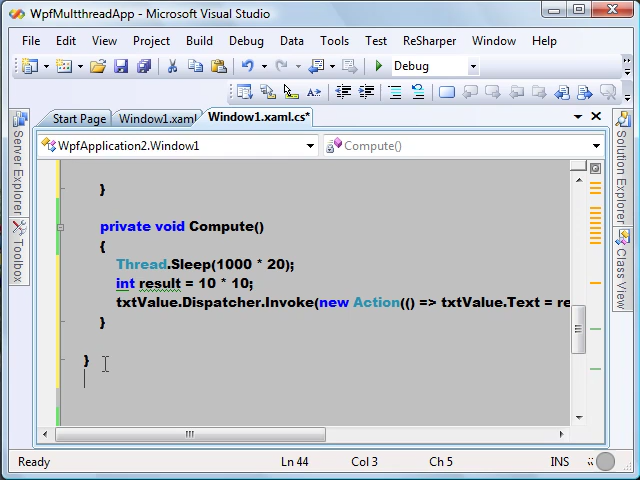 WpfMultthreadApp - Microsoft Visual Studio
File Edit View Project Build Debug Data Tools Test ReSharper Window Help
Debug
Start Page Window1.xaml Window1.xaml.cs*
WpfApplication2.Window1 Compute()
Server Explorer
Toolbox
Solution Explorer
Class View
}
private void Compute()
{
Thread.Sleep(1000 * 20);
int result = 10 * 10;
txtValue.Dispatcher.Invoke(new Action(() => txtValue.Text = re
}
}
Ready Ln 44 Col 3 Ch 5 INS